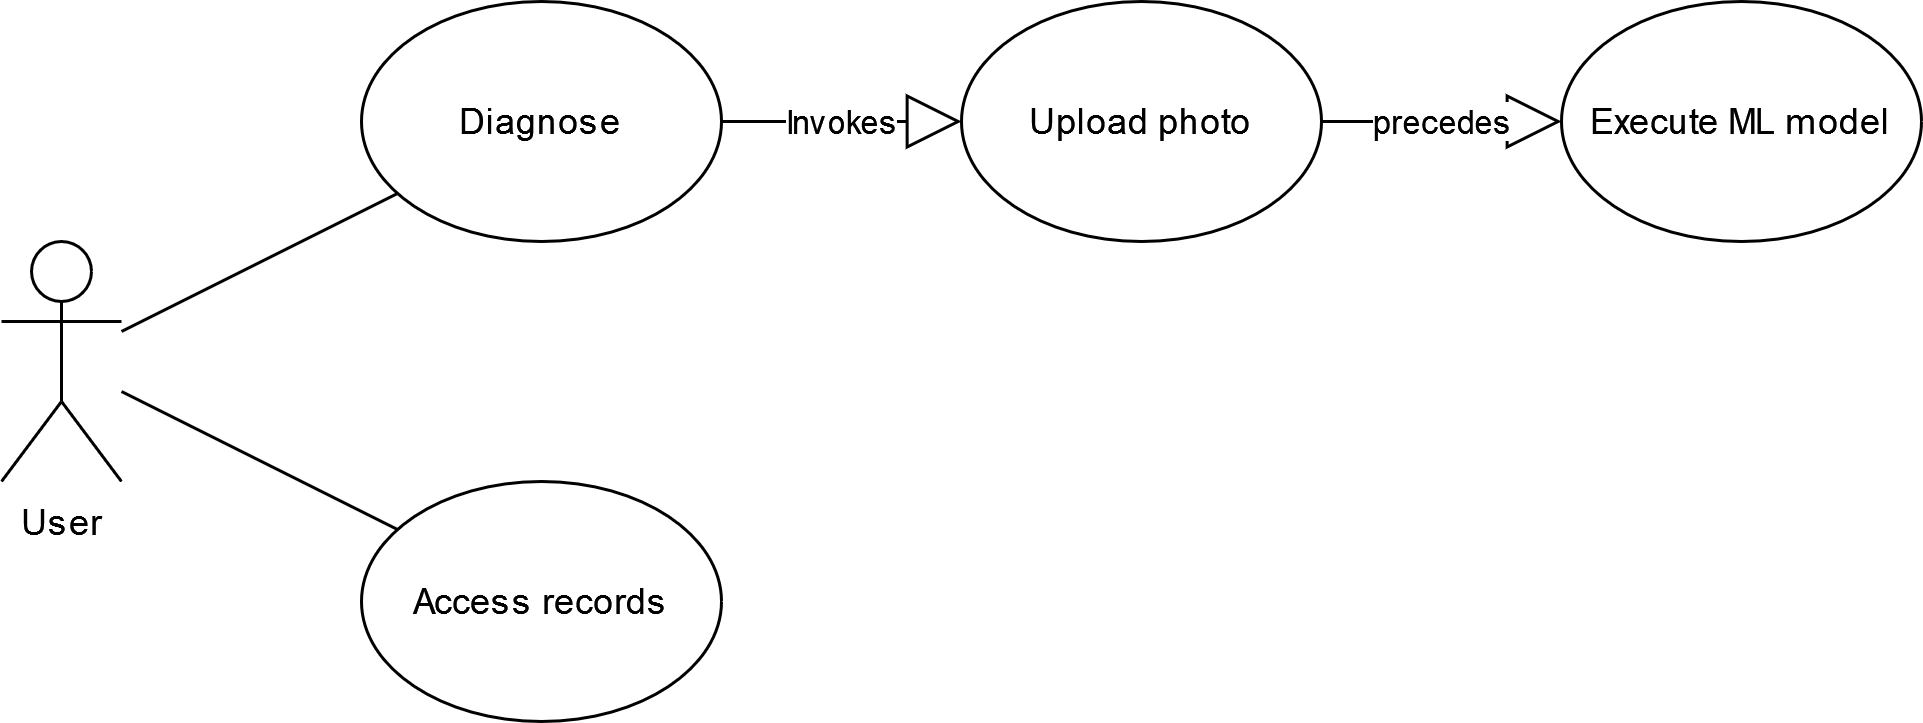 Diagnose
Invokes
Upload photo
precedes
Execute ML model
User
Access records